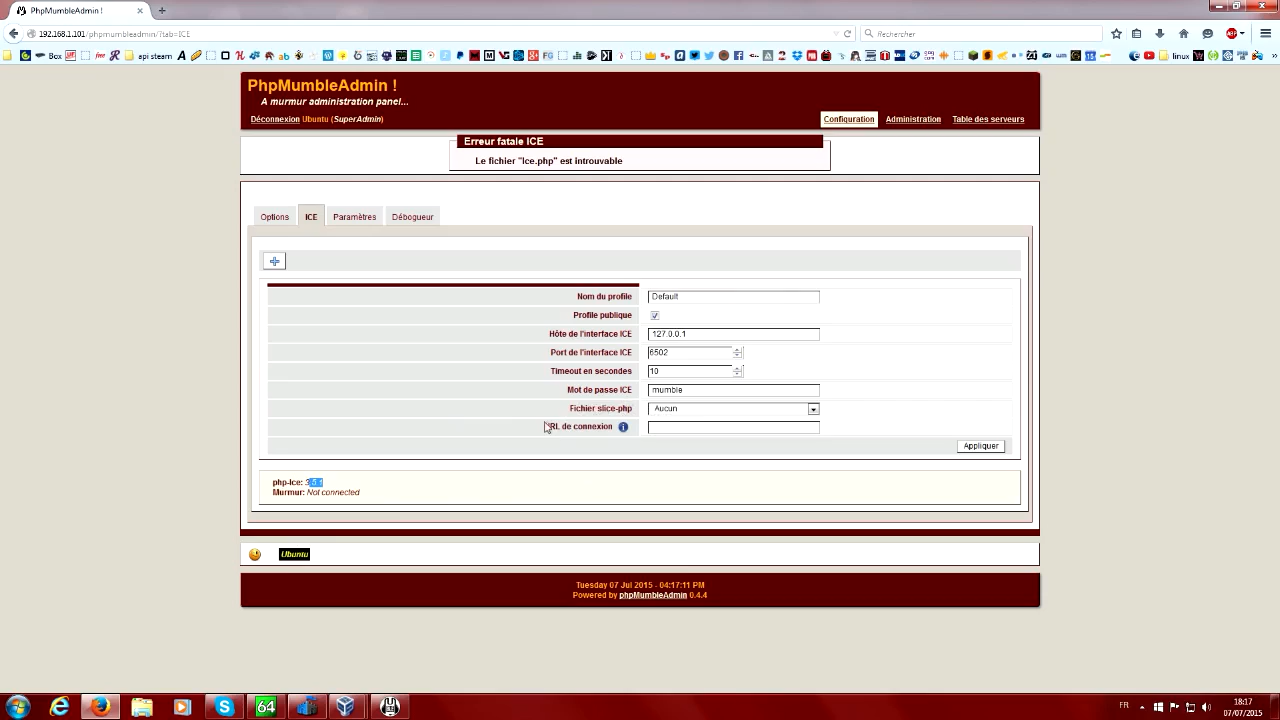 PhpMumbleAdmin !
192.168.1.101/phpmumbleadmin/?tab=ICE
Rechercher
Box
api steam
linux
PhpMumbleAdmin !
A murmur administration panel...
Déconnexion Ubuntu (SuperAdmin)
Configuration Administration Table des serveurs
Erreur fatale ICE
Le fichier "Ice.php" est introuvable
Options ICE Paramètres Débogueur
Nom du profile Default
Profile publique
Hôte de l'interface ICE 127.0.0.1
Port de l'interface ICE 6502
Timeout en secondes 10
Mot de passe ICE mumble
Fichier slice-php Aucun
URL de connexion
Appliquer
php-Ice: 3.5.1
Murmur: Not connected
Ubuntu
Tuesday 07 Jul 2015 - 04:17:11 PM
Powered by phpMumbleAdmin 0.4.4
64
FR
18:17
07/07/2015